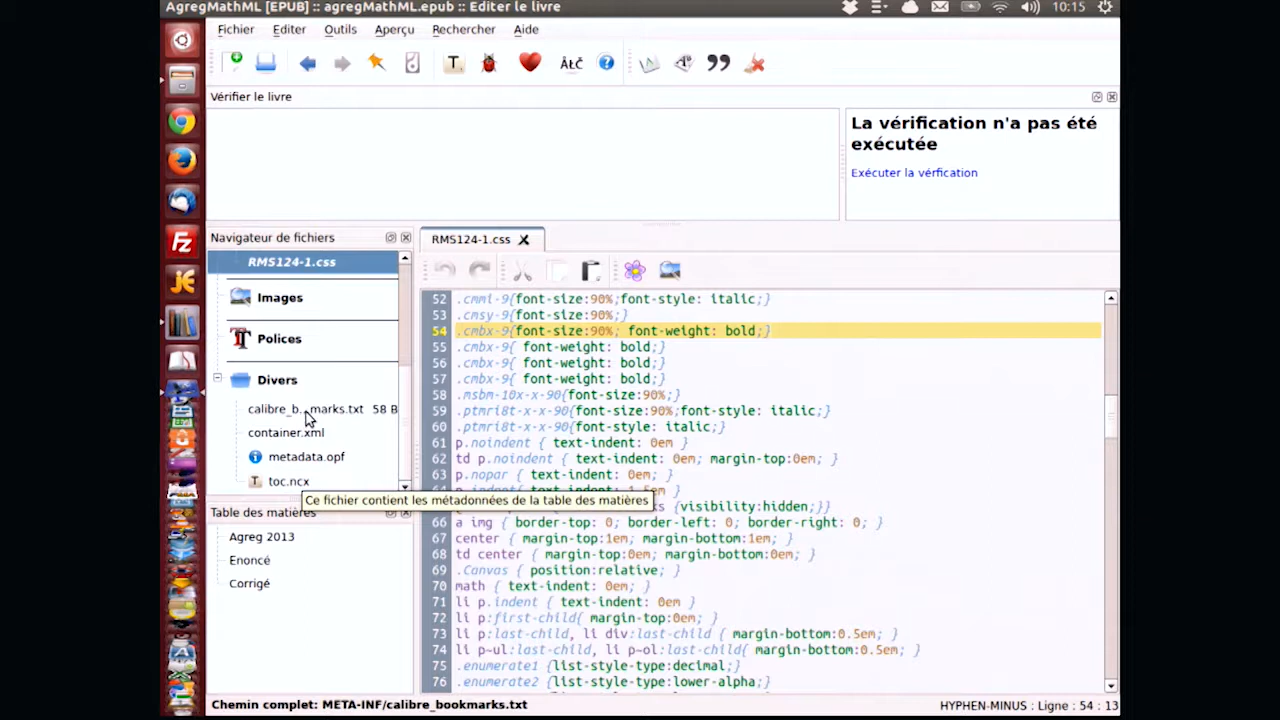 AgregMathML [EPUB] :: agregMathML.epub :: Editer le livre
10:15
Fichier Editer Outils Aperçu Rechercher Aide
Vérifier le livre
La vérification n'a pas été
exécutée
Exécuter la vérfication
Navigateur de fichiers
RMS124-1.css
Images
Polices
Divers
calibre_b...marks.txt 58 B
container.xml
metadata.opf
toc.ncx
Ce fichier contient les métadonnées de la table des matières
Table des matières
Agreg 2013
Enoncé
Corrigé
RMS124-1.css
52 .cmmi-9{font-size:90%;font-style: italic;}
53 .cmsy-9{font-size:90%;}
54 .cmbx-9{font-size:90%; font-weight: bold;}
55 .cmbx-9{ font-weight: bold;}
56 .cmbx-9{ font-weight: bold;}
57 .cmbx-9{ font-weight: bold;}
58 .msbm-10x-x-90{font-size:90%;}
59 .ptmri8t-x-x-90{font-size:90%;font-style: italic;}
60 .ptmri8t-x-x-90{font-style: italic;}
61 p.noindent { text-indent: 0em }
62 td p.noindent { text-indent: 0em; margin-top:0em; }
63 p.nopar { text-indent: 0em; }
{visibility:hidden;}}
66 a img { border-top: 0; border-left: 0; border-right: 0; }
67 center { margin-top:1em; margin-bottom:1em; }
68 td center { margin-top:0em; margin-bottom:0em; }
69 .Canvas { position:relative; }
70 math { text-indent: 0em; }
71 li p.indent { text-indent: 0em }
72 li p:first-child{ margin-top:0em; }
73 li p:last-child, li div:last-child { margin-bottom:0.5em; }
74 li p~ul:last-child, li p~ol:last-child{ margin-bottom:0.5em; }
75 .enumerate1 {list-style-type:decimal;}
76 .enumerate2 {list-style-type:lower-alpha;}
Chemin complet: META-INF/calibre_bookmarks.txt
HYPHEN-MINUS : Ligne : 54 : 13